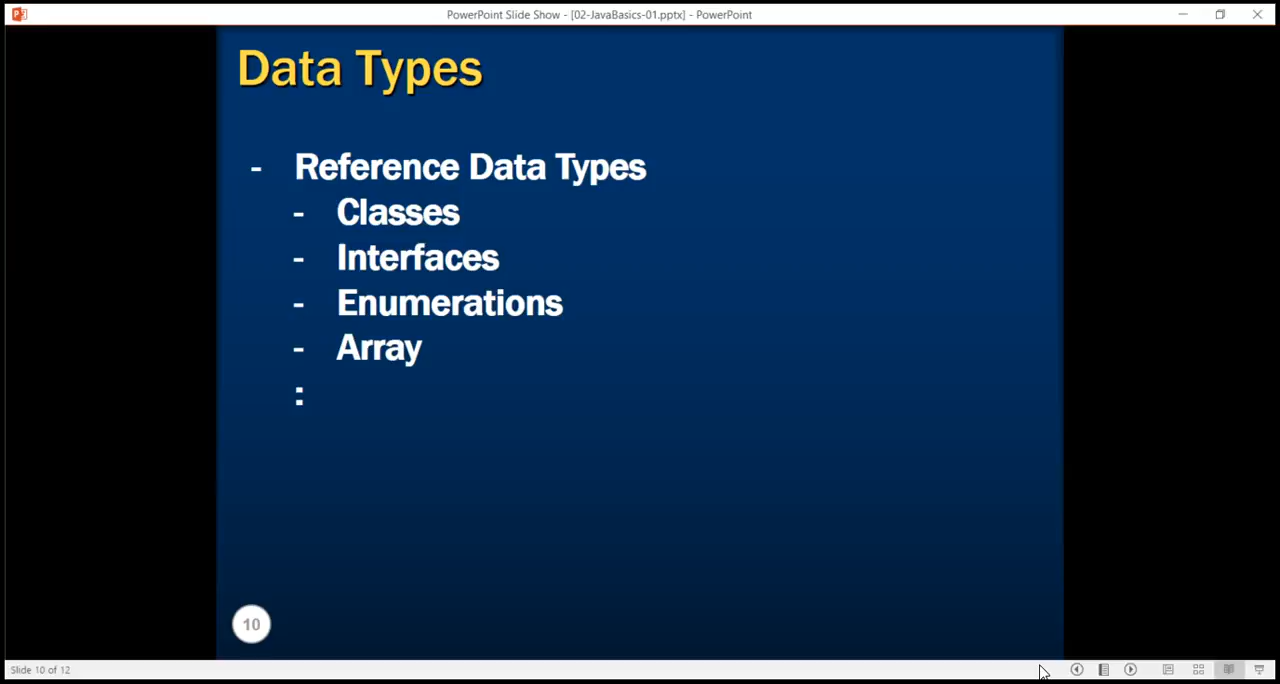 PowerPoint Slide Show - [02-JavaBasics-01.pptx] - PowerPoint
Data Types
- Reference Data Types
- Classes
- Interfaces
- Enumerations
- Array
:
10
Slide 10 of 12